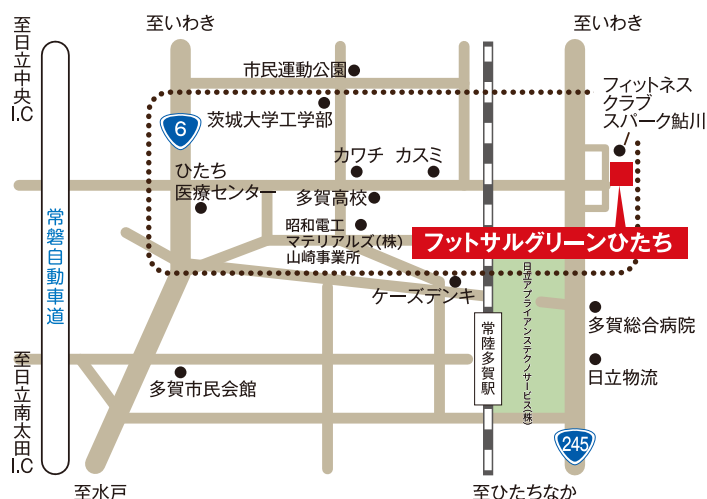 至いわき
至いわき
至日立中央I.C
市民運動公園
フィットネス
クラブ
スパーク鮎川
茨城大学工学部
6
カワチ
カスミ
ひたち
医療センター
多賀高校
昭和電工
マテリアルズ(株)
山崎事業所
フットサルグリーンひたち
常磐自動車道
ケーズデンキ
日立アプライアンステクノサービス(株)
多賀総合病院
常陸多賀駅
日立物流
多賀市民会館
至日立南太田I.C
245
至水戸
至ひたちなか